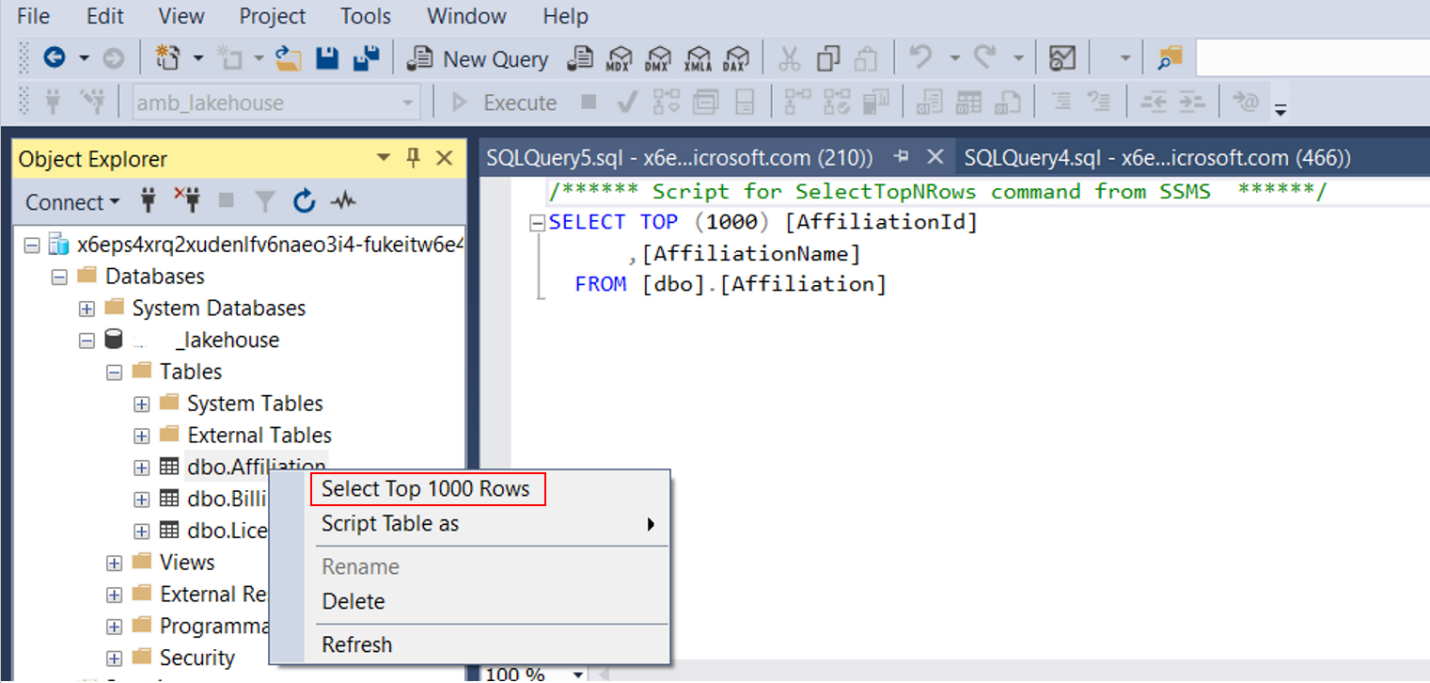 File Edit View Project Tools Window Help
New Query MDX DMX XMLA DAX
amb_lakehouse Execute
Object Explorer
Connect
x6eps4xrq2xudenlfv6naeo3i4-fukeitw6e4
Databases
System Databases
_lakehouse
Tables
System Tables
External Tables
dbo.Affiliation
dbo.Billi
dbo.Lice
Views
External Re
Programma
Security
Select Top 1000 Rows
Script Table as
Rename
Delete
Refresh
SQLQuery5.sql - x6e...icrosoft.com (210)) SQLQuery4.sql - x6e...icrosoft.com (466))
/****** Script for SelectTopNRows command from SSMS ******/
SELECT TOP (1000) [AffiliationId]
,[AffiliationName]
FROM [dbo].[Affiliation]
100 %